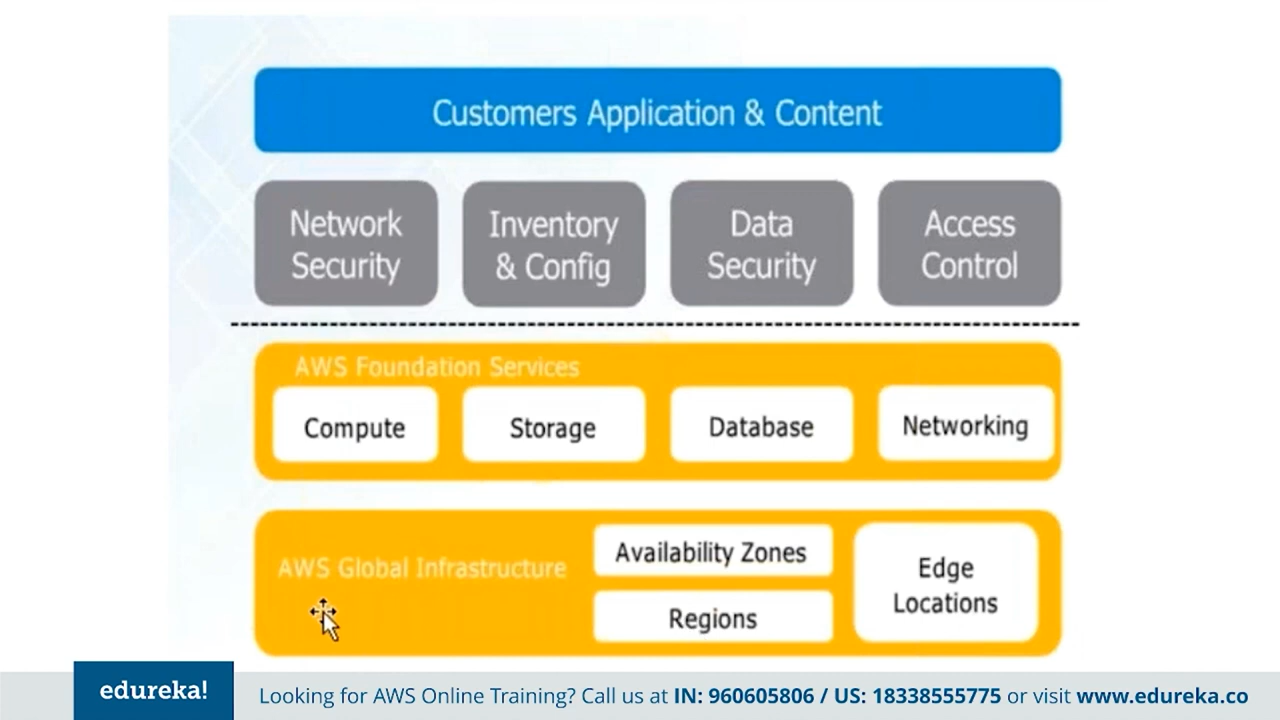 Customers Application & Content
Network
Security
Inventory
& Config
Data
Security
Access
Control
AWS Foundation Services
Compute
Storage
Database
Networking
AWS Global Infrastructure
Availability Zones
Regions
Edge
Locations
edureka!
Looking for AWS Online Training? Call us at IN: 960605806 / US: 18338555775 or visit www.edureka.co